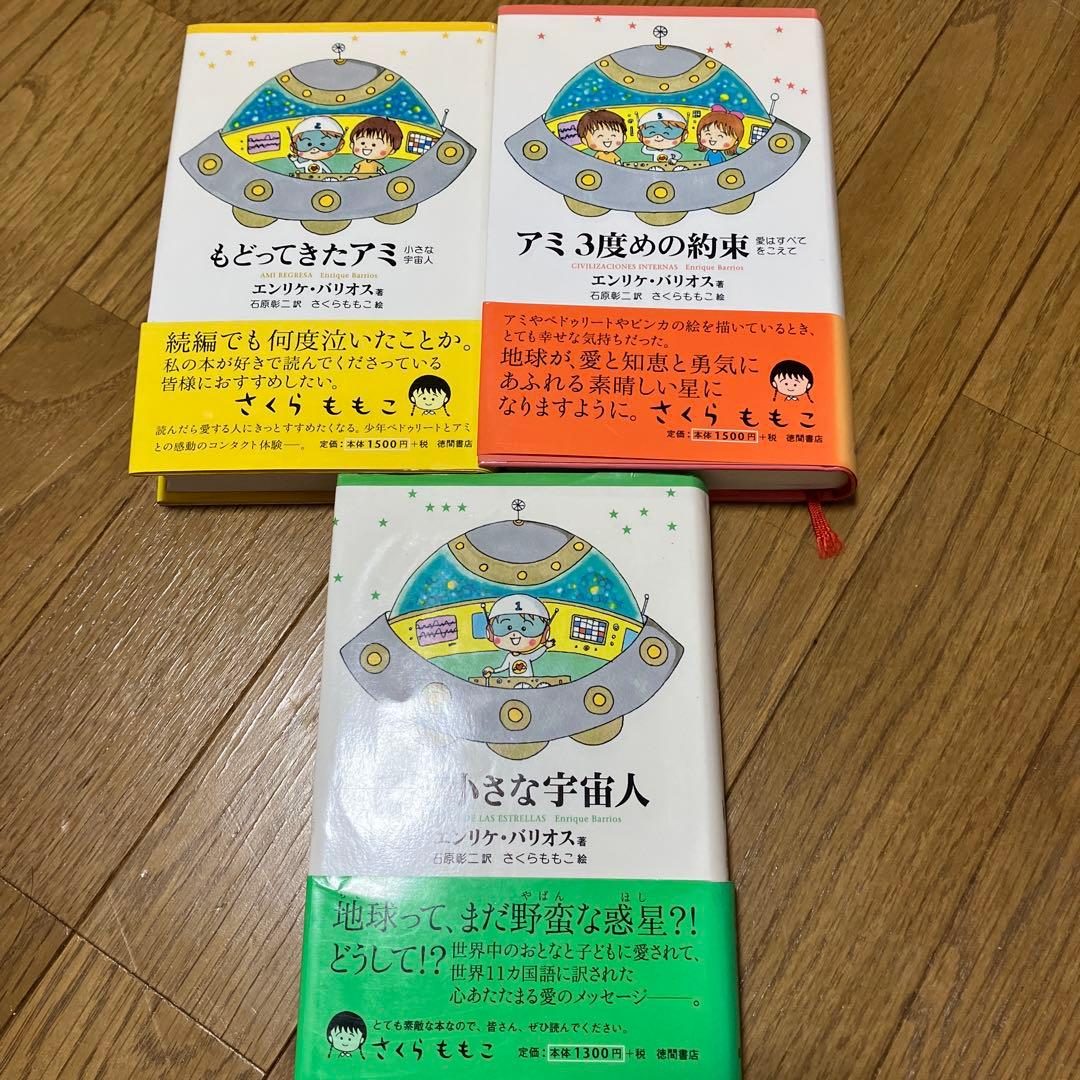 もどってきたアミ 小さな宇宙人
AMI REGRESA Enrique Barrios
エンリケ・バリオス 著
石原彰二 訳 さくらももこ 絵
続編でも何度泣いたことか。
私の本が好きで読んでくださっている
皆様におすすめしたい。
さくら ももこ
読んだら愛する人にきっとすすめたくなる。少年ペドゥリートとアミ
との感動のコンタクト体験──。
定価:本体1500円+税 徳間書店
アミ 3度めの約束 愛はすべてをこえて
CIVILIZACIONES INTERNAS Enrique Barrios
エンリケ・バリオス 著
石原彰二 訳 さくらももこ 絵
アミやペドゥリートやビンカの絵を描いているとき、
とても幸せな気持ちだった。
地球が、愛と知恵と勇気に
あふれる素晴しい星に
なりますように。さくら ももこ
定価:本体1500円+税 徳間書店
1
小さな宇宙人
DE LAS ESTRELLAS Enrique Barrios
エンリケ・バリオス 著
石原彰二 訳 さくらももこ 絵
やばん ほし
地球って、まだ野蛮な惑星?!
どうして!?
世界中のおとなと子どもに愛されて、
世界11カ国語に訳された
心あたたまる愛のメッセージ──。
とても素敵な本なので、皆さん、ぜひ読んでください。
さくら ももこ
定価:本体1300円+税 徳間書店